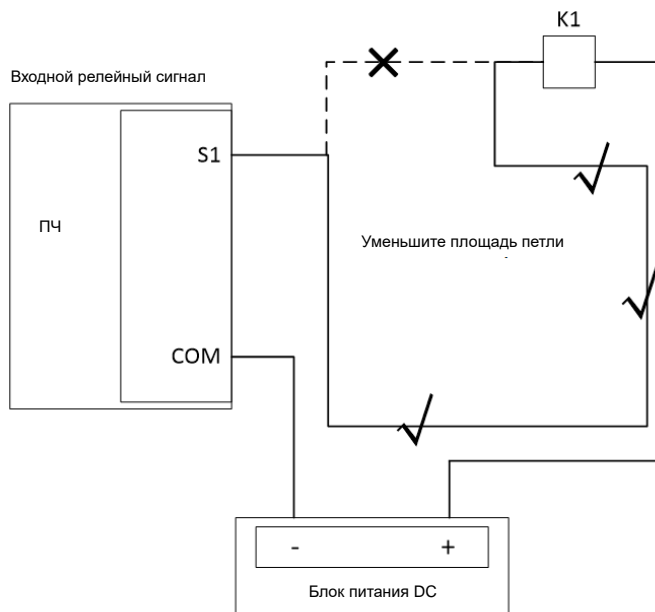 K1
Входной релейный сигнал
S1
ПЧ
Уменьшите площадь петли
COM
- +
Блок питания DC